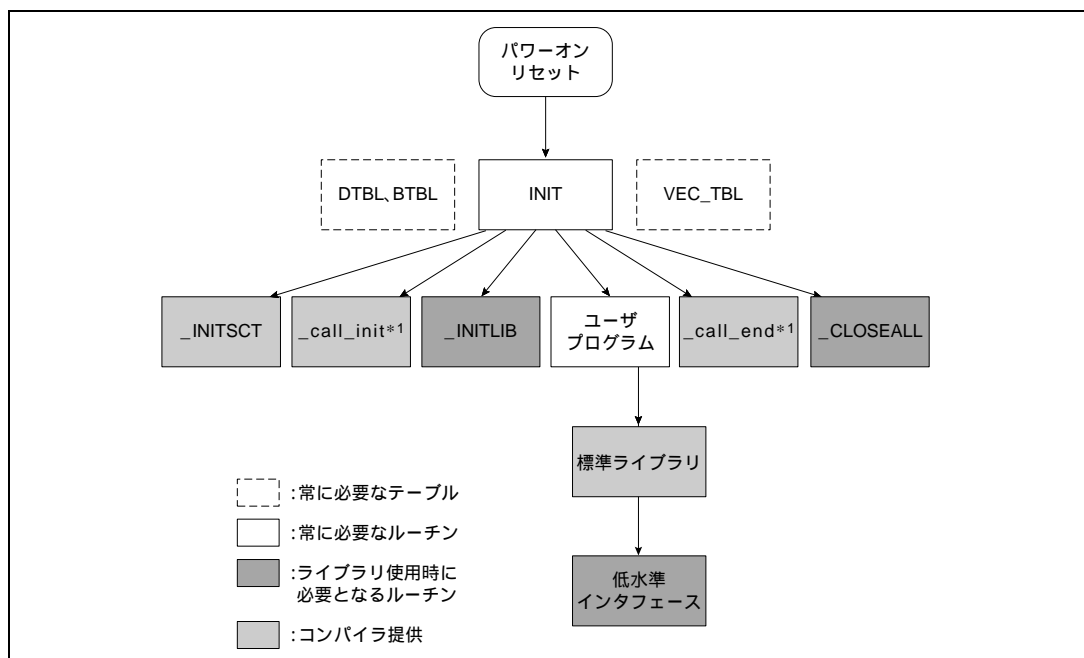 パワーオン
リセット
DTBL、BTBL
INIT
VEC_TBL
_INITSCT
_call_init*1
_INITLIB
ユーザ
プログラム
_call_end*1
_CLOSEALL
標準ライブラリ
低水準
インタフェース
:常に必要なテーブル
:常に必要なルーチン
:ライブラリ使用時に
必要となるルーチン
:コンパイラ提供